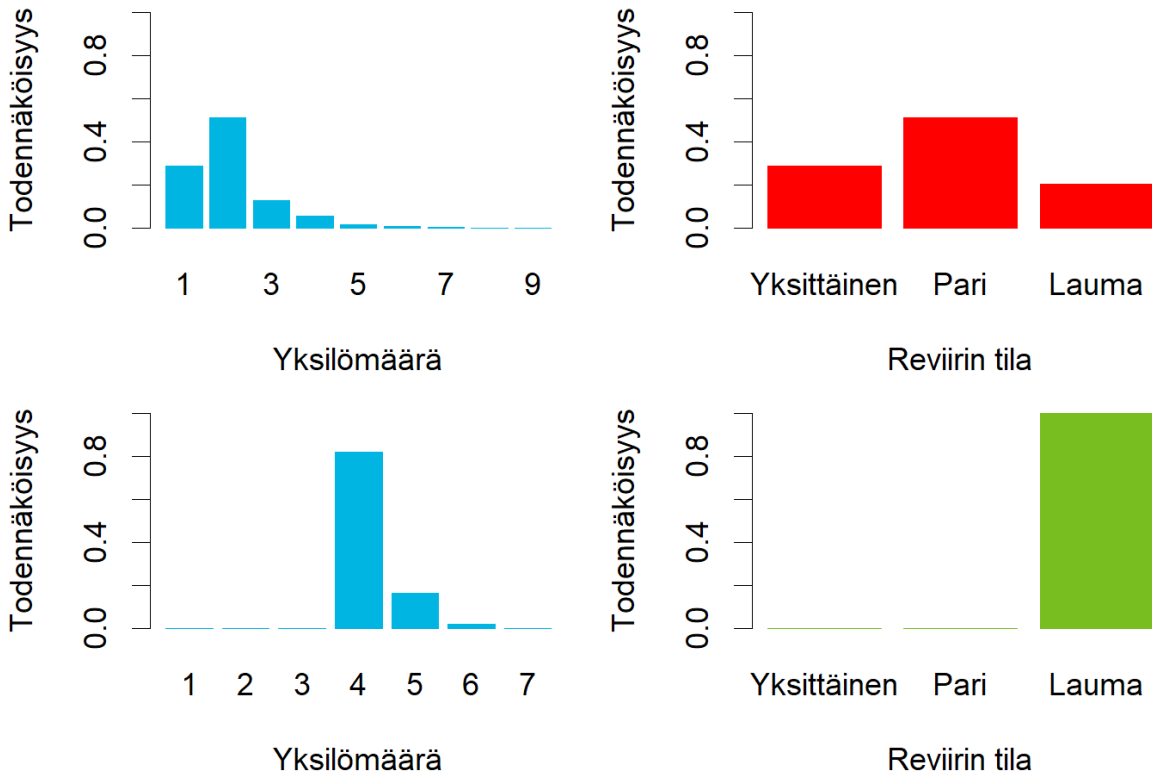 Todennäköisyys
0.0 0.4 0.8
1 3 5 7 9
Yksilömäärä
Todennäköisyys
0.0 0.4 0.8
Yksittäinen Pari Lauma
Reviirin tila
Todennäköisyys
0.0 0.4 0.8
1 2 3 4 5 6 7
Yksilömäärä
Todennäköisyys
0.0 0.4 0.8
Yksittäinen Pari Lauma
Reviirin tila